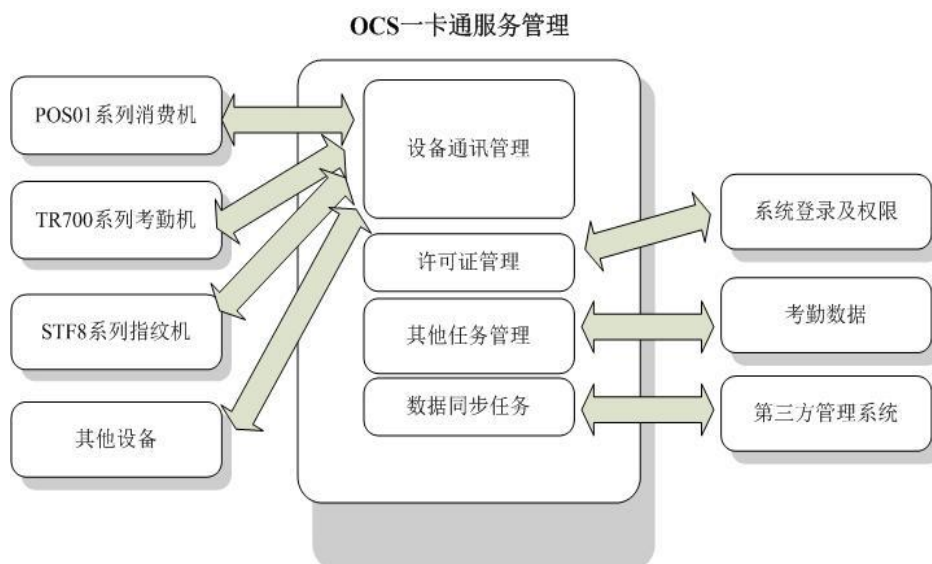 OCS一卡通服务管理
POS01系列消费机
TR700系列考勤机
STF8系列指纹机
其他设备
设备通讯管理
许可证管理
其他任务管理
数据同步任务
系统登录及权限
考勤数据
第三方管理系统